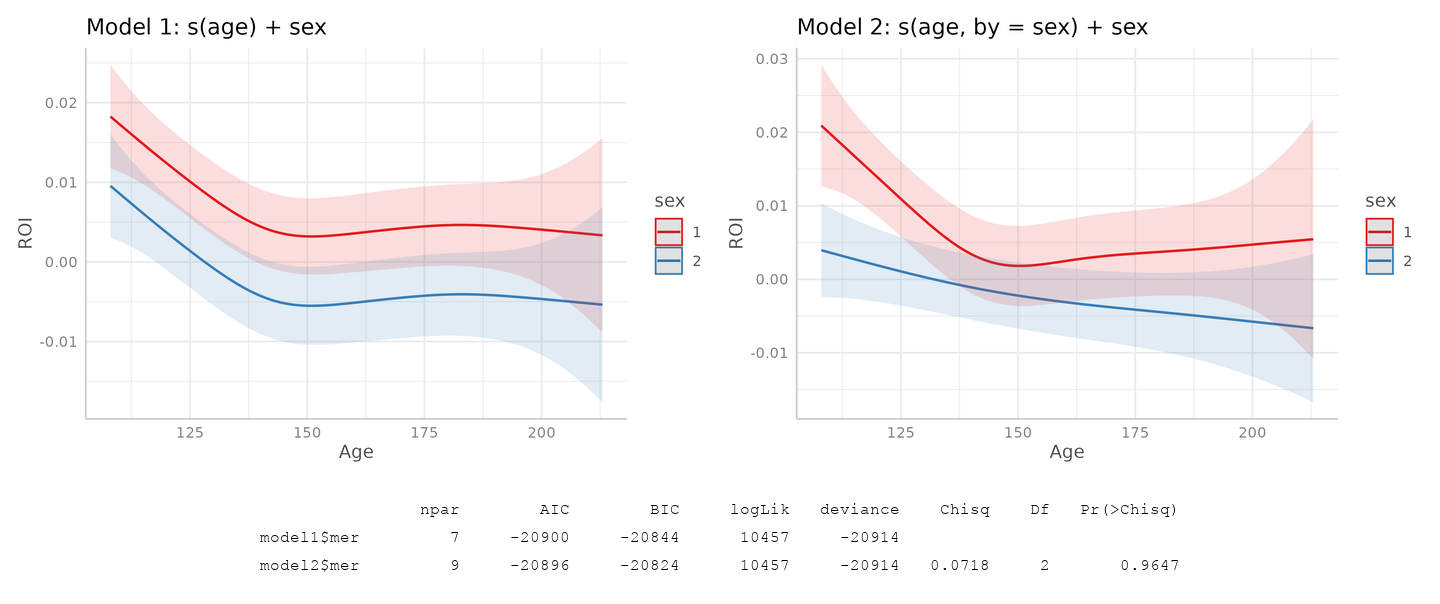 Model 1: s(age) + sex
0.02
0.01
0.00
-0.01
ROI
125 150 175 200
Age
sex
1
2
Model 2: s(age, by = sex) + sex
0.03
0.02
0.01
0.00
-0.01
ROI
125 150 175 200
Age
sex
1
2
npar AIC BIC logLik deviance Chisq Df Pr(>Chisq)
model1$mer 7 -20900 -20844 10457 -20914
model2$mer 9 -20896 -20824 10457 -20914 0.0718 2 0.9647